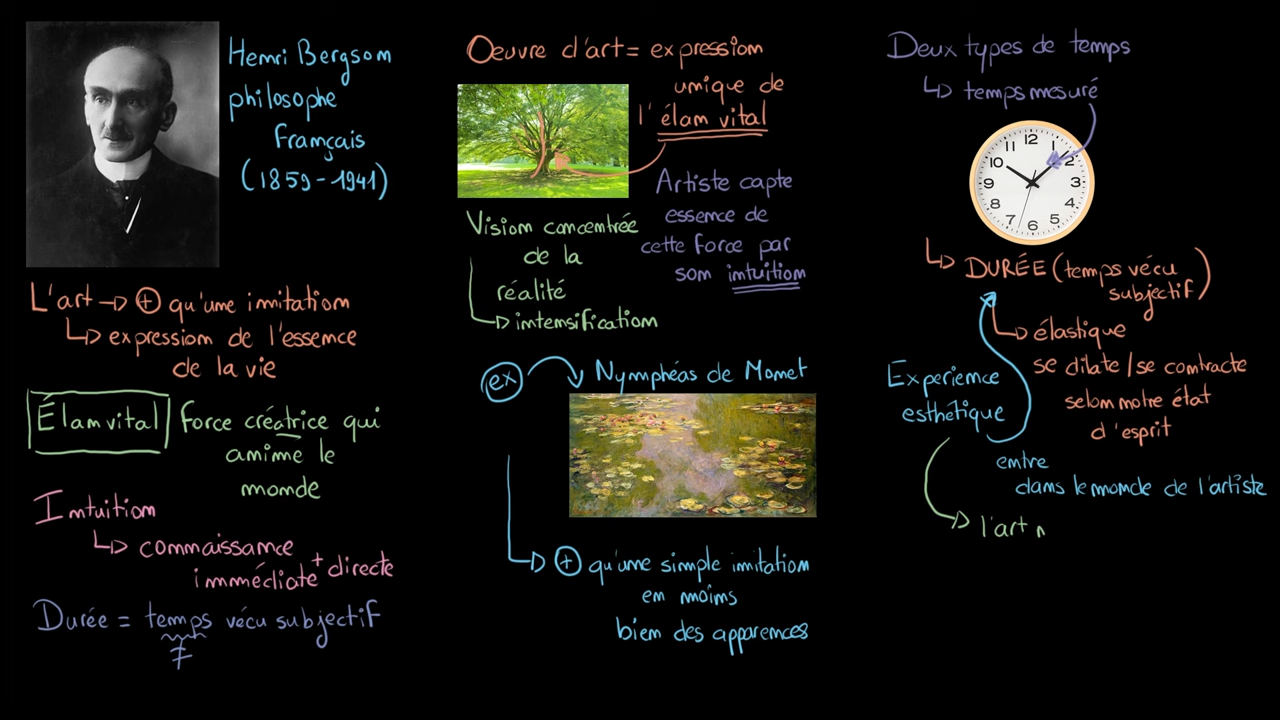 Henri Bergson
philosophe
français
(1859-1941)
L'art → + qu'une imitation
↳ expression de l'essence
de la vie
Élan vital Force créatrice qui
anime le
monde
Intuition
↳ connaissance
immédiate + directe
Durée = temps vécu subjectif
≠
Oeuvre d'art = expression
unique de
l'élan vital
Artiste capte
essence de
cette force par
son intuition
Vision concentrée
de la
réalité
↳ intensification
ex → Nymphéas de Monet
↳ + qu'une simple imitation
en moins
bien des apparences
Deux types de temps
↳ temps mesuré
12
1
2
3
4
5
6
7
8
9
10
11
↳ DURÉE (temps vécu
subjectif)
↳ élastique
se dilate / se contracte
selon notre état
d'esprit
Experience
esthétique
entre
dans le monde de l'artiste
→ l'art n